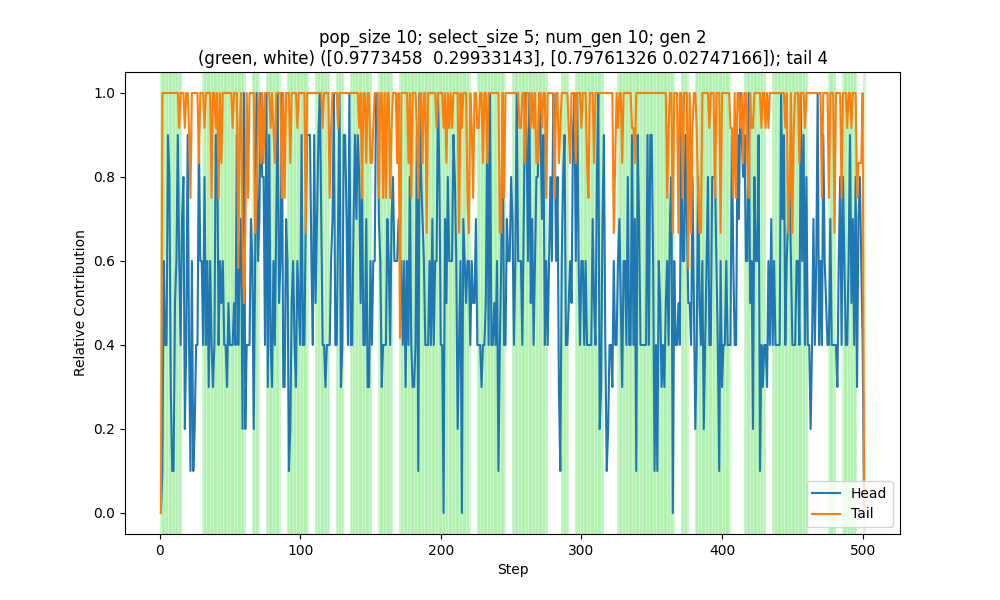 pop_size 10; select_size 5; num_gen 10; gen 2
(green, white) ([0.9773458  0.29933143], [0.79761326 0.02747166]); tail 4
1.0
0.8
0.6
0.4
0.2
0.0
Relative Contribution
0
100
200
300
400
500
Step
Head
Tail